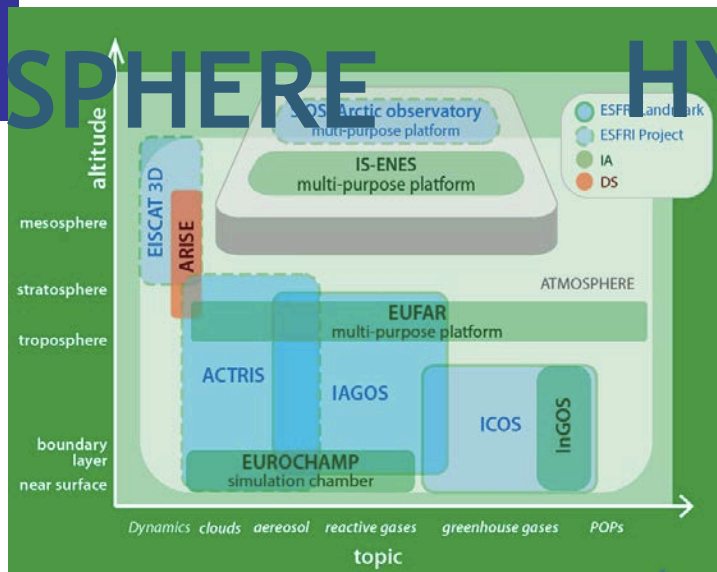 SPHERE
HY
SIOS Arctic observatory
muti-purpose platform
IS-ENES
multi-purpose platform
ESFRI Landmark
ESFRI Project
IA
DS
altitude
EISCAT 3D
ARISE
mesosphere
stratosphere
troposphere
boundary
layer
near surface
ATMOSPHERE
EUFAR
multi-purpose platform
ACTRIS
IAGOS
ICOS
InGOS
EUROCHAMP
simulation chamber
Dynamics clouds aereosol reactive gases greenhouse gases POPs
topic